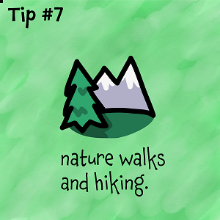 Tip #7
nature walks
and hiking.